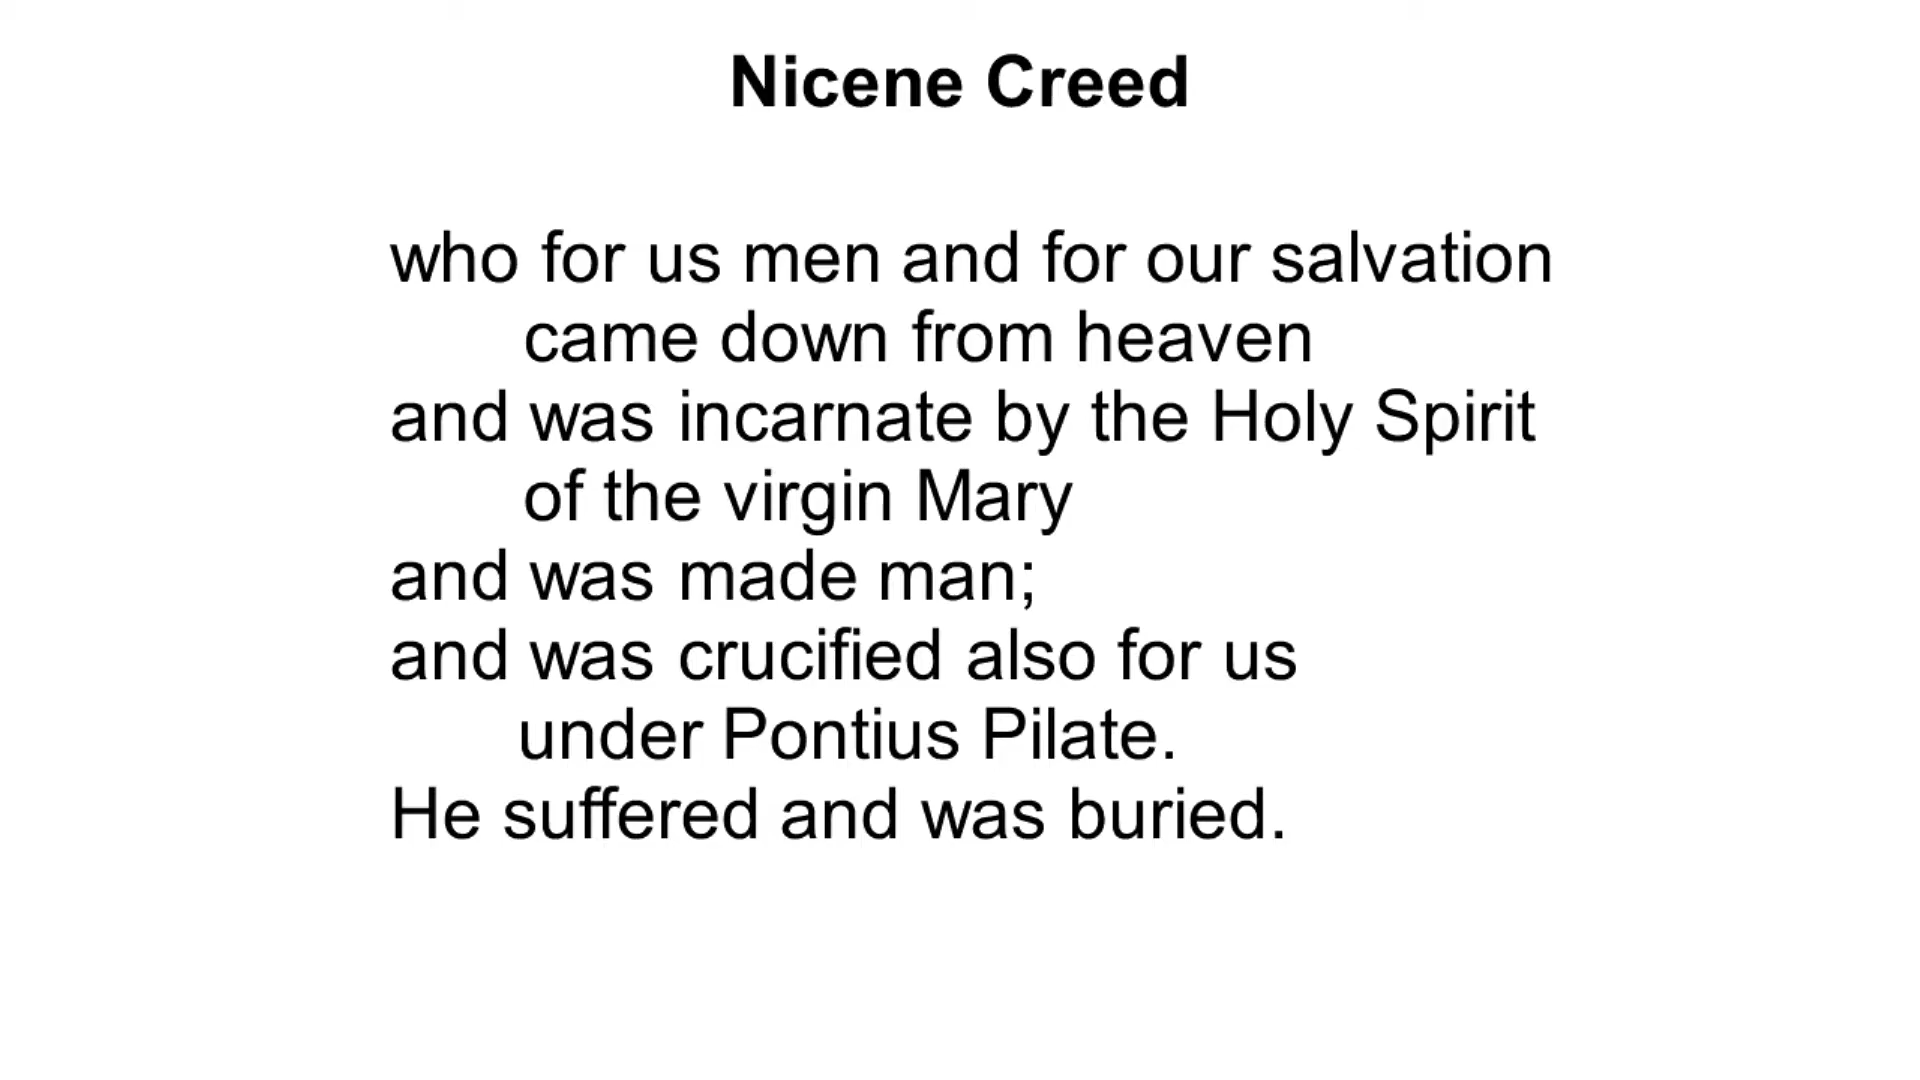 Nicene Creed
who for us men and for our salvation
came down from heaven
and was incarnate by the Holy Spirit
of the virgin Mary
and was made man;
and was crucified also for us
under Pontius Pilate.
He suffered and was buried.